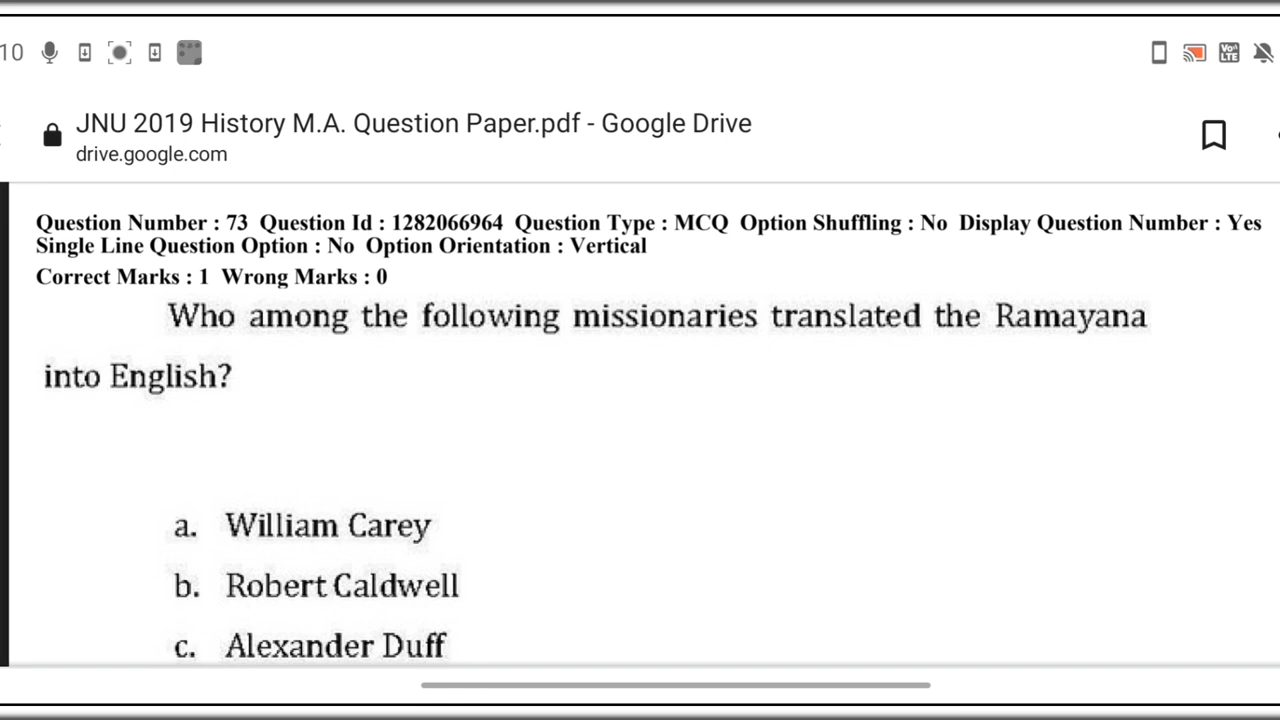 10
VoA LTE
JNU 2019 History M.A. Question Paper.pdf - Google Drive
drive.google.com
Question Number : 73 Question Id : 1282066964 Question Type : MCQ Option Shuffling : No Display Question Number : Yes
Single Line Question Option : No Option Orientation : Vertical
Correct Marks : 1 Wrong Marks : 0
Who among the following missionaries translated the Ramayana
into English?
a. William Carey
b. Robert Caldwell
c. Alexander Duff